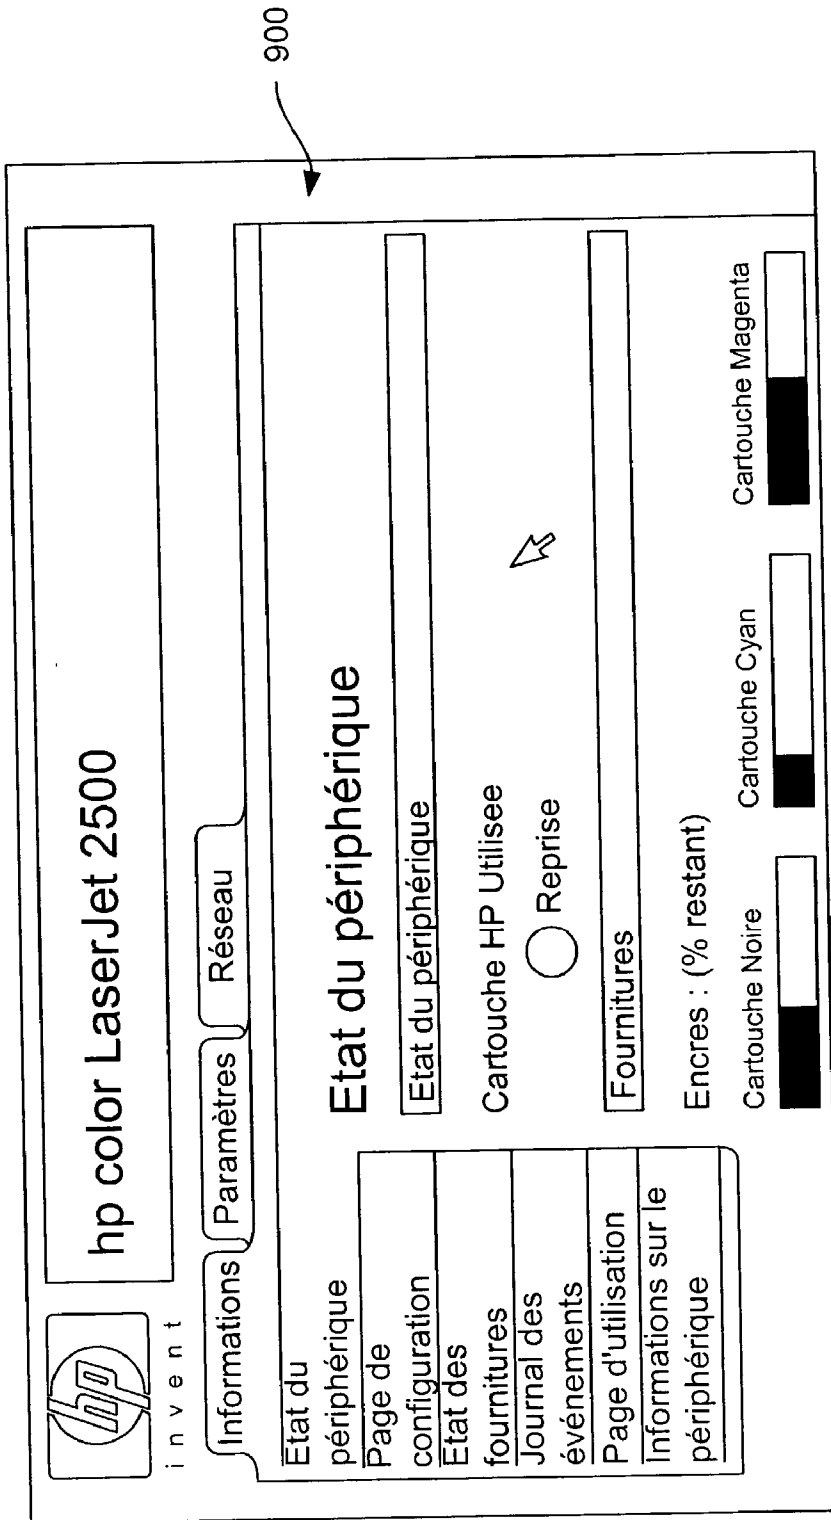 900
hp
invent
hp color LaserJet 2500
Informations
Paramètres
Réseau
Etat du
périphérique
Page de
configuration
Etat des
fournitures
Journal des
événements
Page d'utilisation
Informations sur le
périphérique
Etat du périphérique
Etat du périphérique
Cartouche HP Utilisee
Reprise
Fournitures
Encres : (% restant)
Cartouche Noire
Cartouche Cyan
Cartouche Magenta